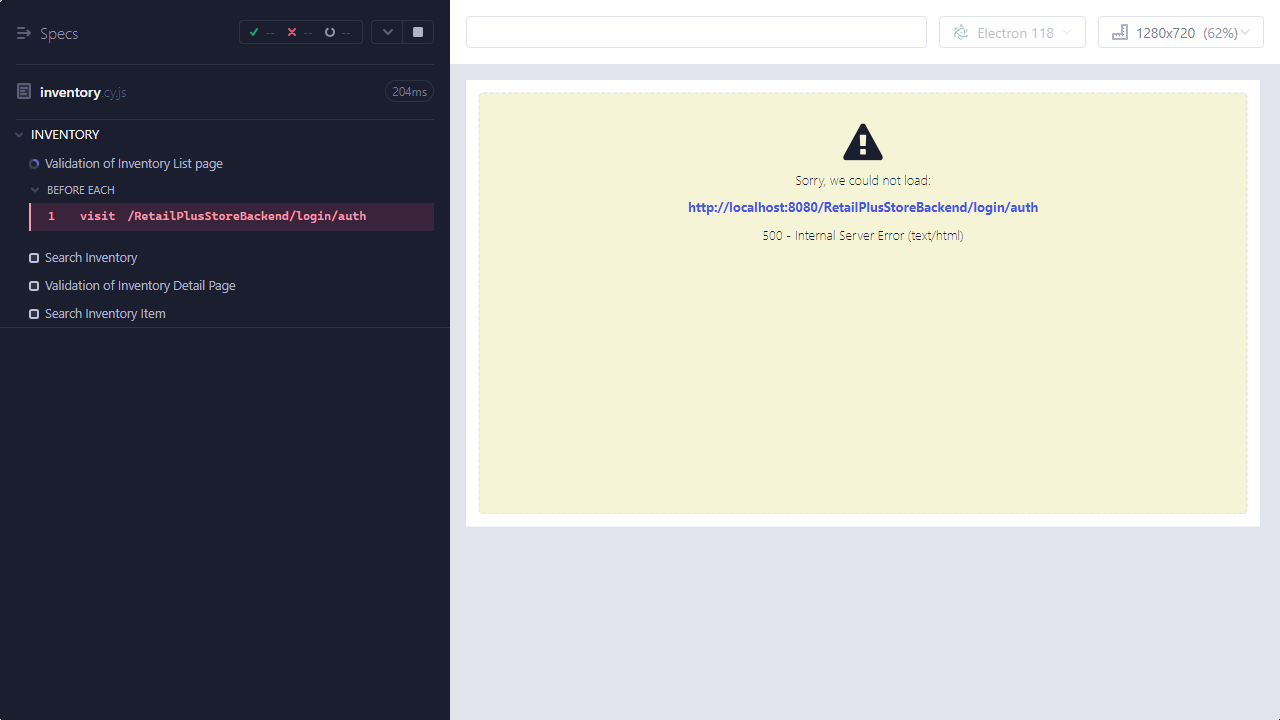 Specs
-- -- --
inventory.cy.js
204ms
INVENTORY
Validation of Inventory List page
BEFORE EACH
1 visit /RetailPlusStoreBackend/login/auth
Search Inventory
Validation of Inventory Detail Page
Search Inventory Item
Electron 118
1280x720 (62%)
Sorry, we could not load:
http://localhost:8080/RetailPlusStoreBackend/login/auth
500 - Internal Server Error (text/html)